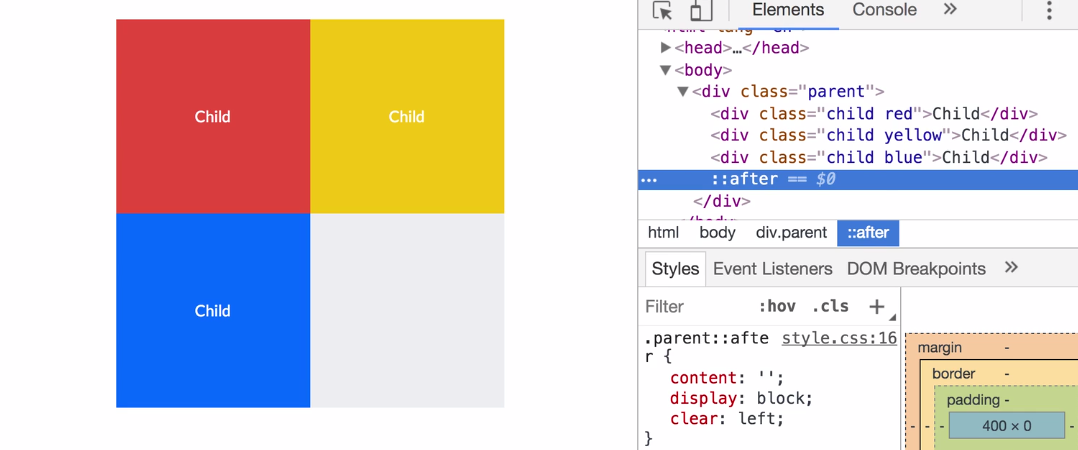 Child
Child
Child
Elements Console »
▶<head>…</head>
▼<body>
▼<div class="parent">
<div class="child red">Child</div>
<div class="child yellow">Child</div>
<div class="child blue">Child</div>
… ::after == $0
</div>
html body div.parent ::after
Styles Event Listeners DOM Breakpoints »
Filter :hov .cls +
.parent::afte style.css:16
r {
content: '';
display: block;
clear: left;
}
margin -
border -
padding -
- - - 400 × 0 -